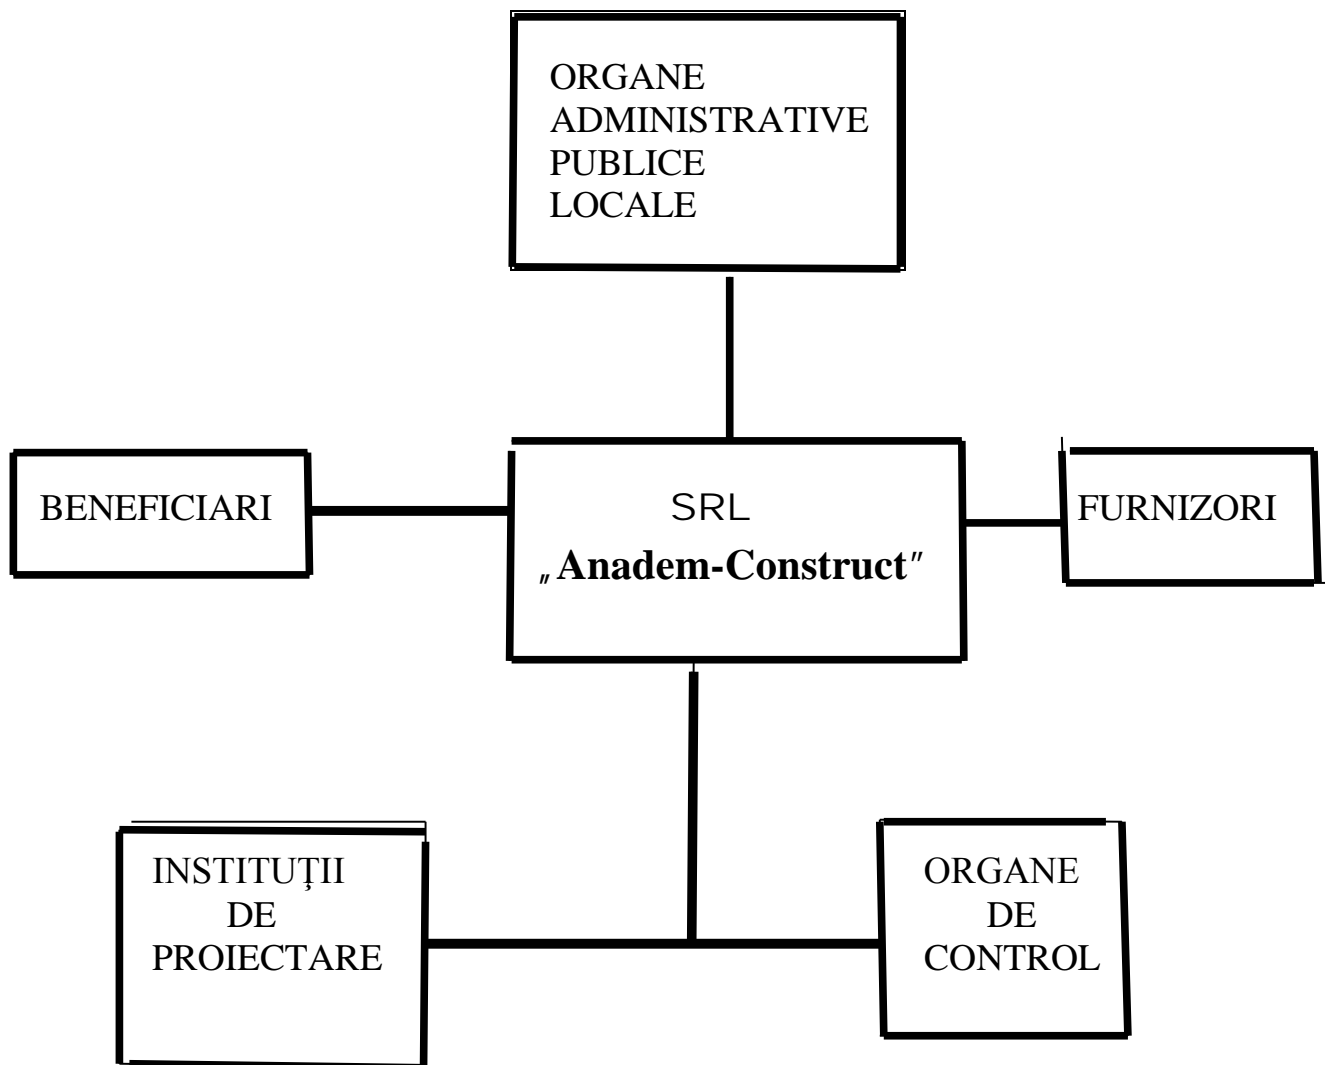 ORGANE
ADMINISTRATIVE
PUBLICE
LOCALE
BENEFICIARI
SRL
„Anadem-Construct”
FURNIZORI
INSTITUŢII
DE
PROIECTARE
ORGANE
DE
CONTROL